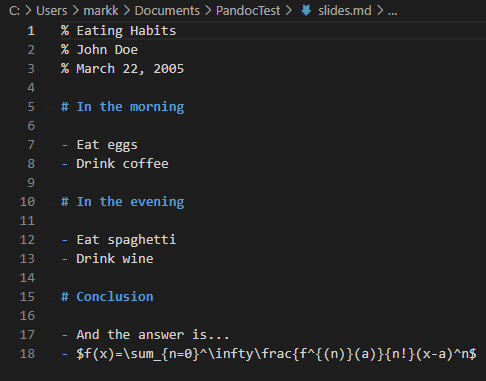 C: > Users > markk > Documents > PandocTest > slides.md > ...
1 % Eating Habits
2 % John Doe
3 % March 22, 2005
4
5 # In the morning
6
7 - Eat eggs
8 - Drink coffee
9
10 # In the evening
11
12 - Eat spaghetti
13 - Drink wine
14
15 # Conclusion
16
17 - And the answer is...
18 - $f(x)=\sum_{n=0}^\infty\frac{f^{(n)}(a)}{n!}(x-a)^n$